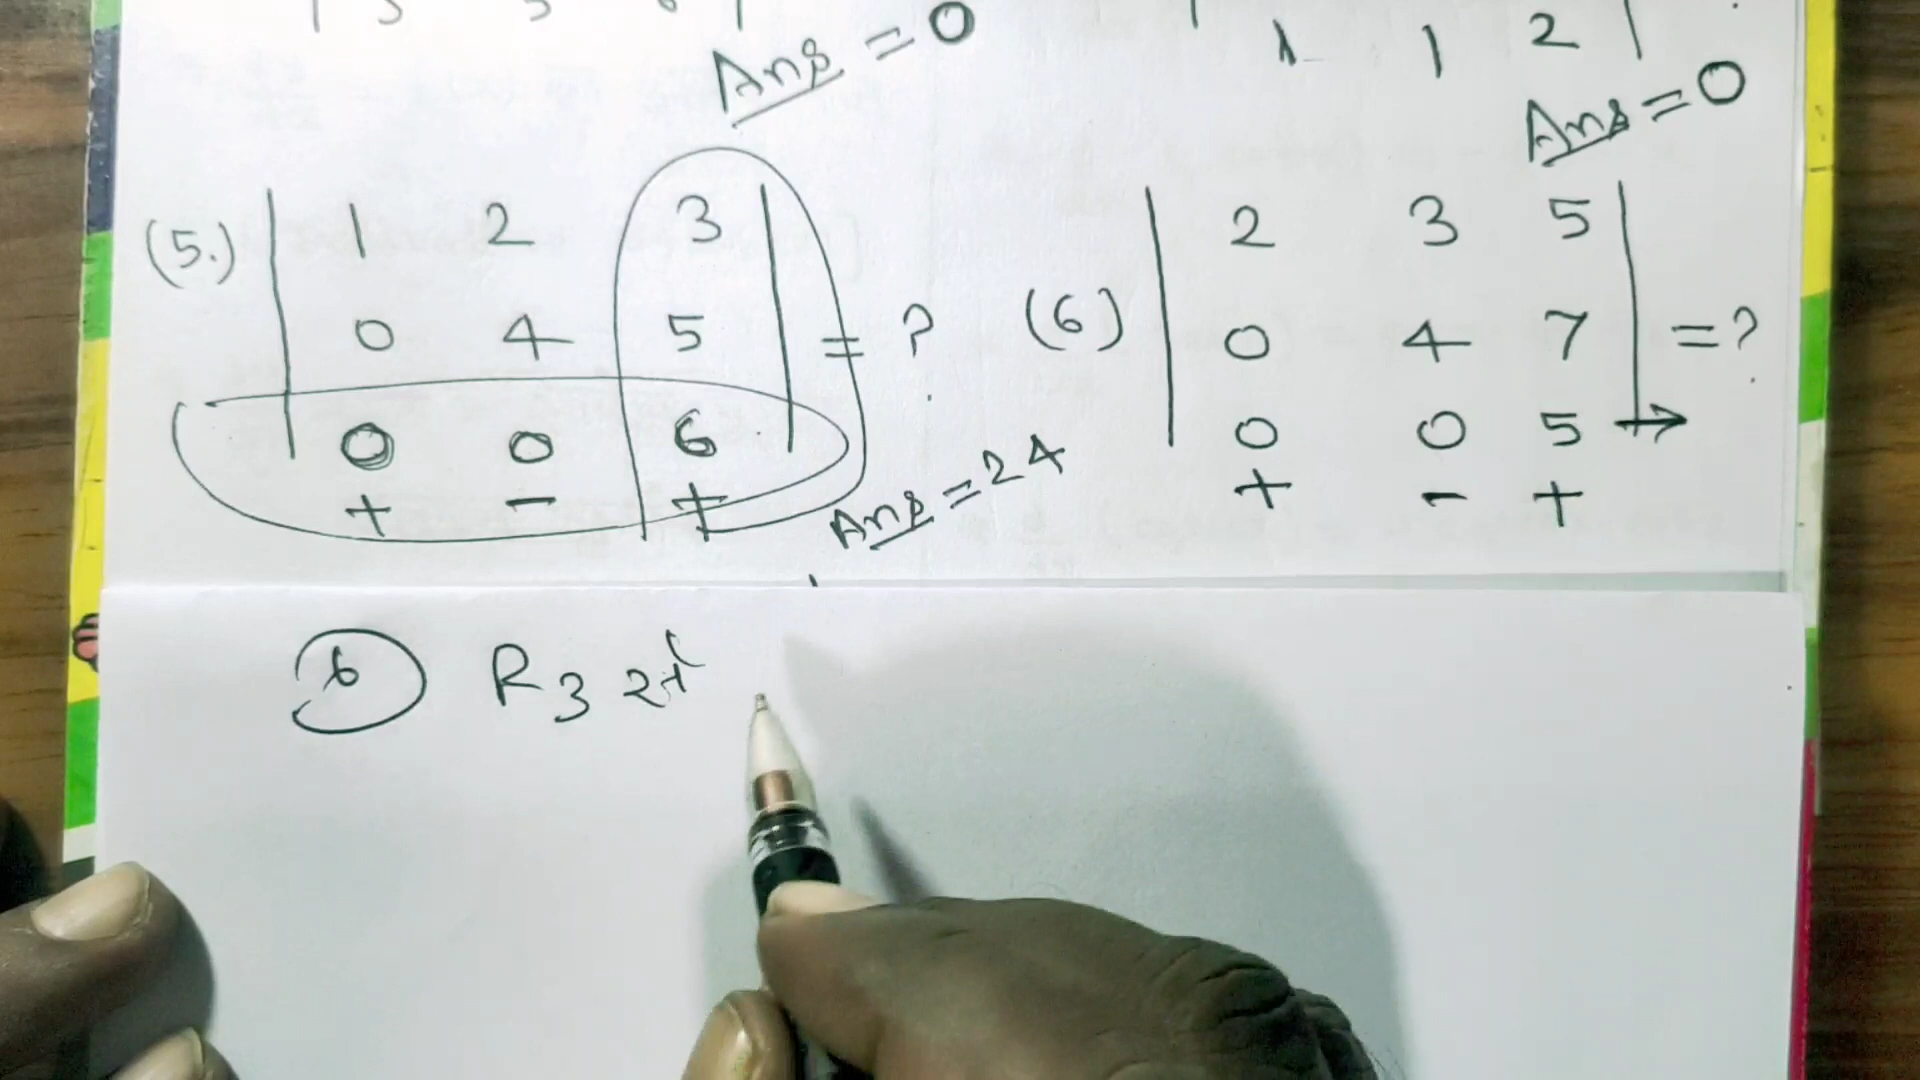 Ans = 0
1 1 2 |
Ans = 0
(5.) | 1 2 3 |
| 0 4 5 | = ?
| 0 0 6 |
+ - +
Ans = 24
(6) | 2 3 5 |
| 0 4 7 | = ?
| 0 0 5 | →
+ - +
6 R3